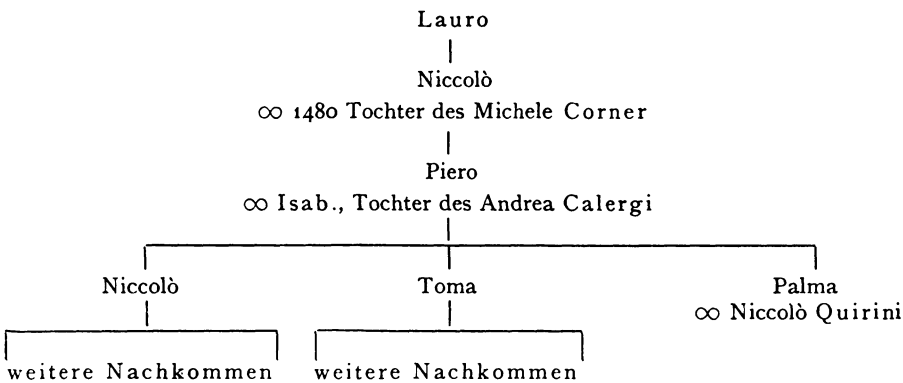 Lauro
Niccolò
∞ 1480 Tochter des Michele Corner
Piero
∞ Isab., Tochter des Andrea Calergi
Niccolò Toma Palma
∞ Niccolò Quirini
weitere Nachkommen weitere Nachkommen